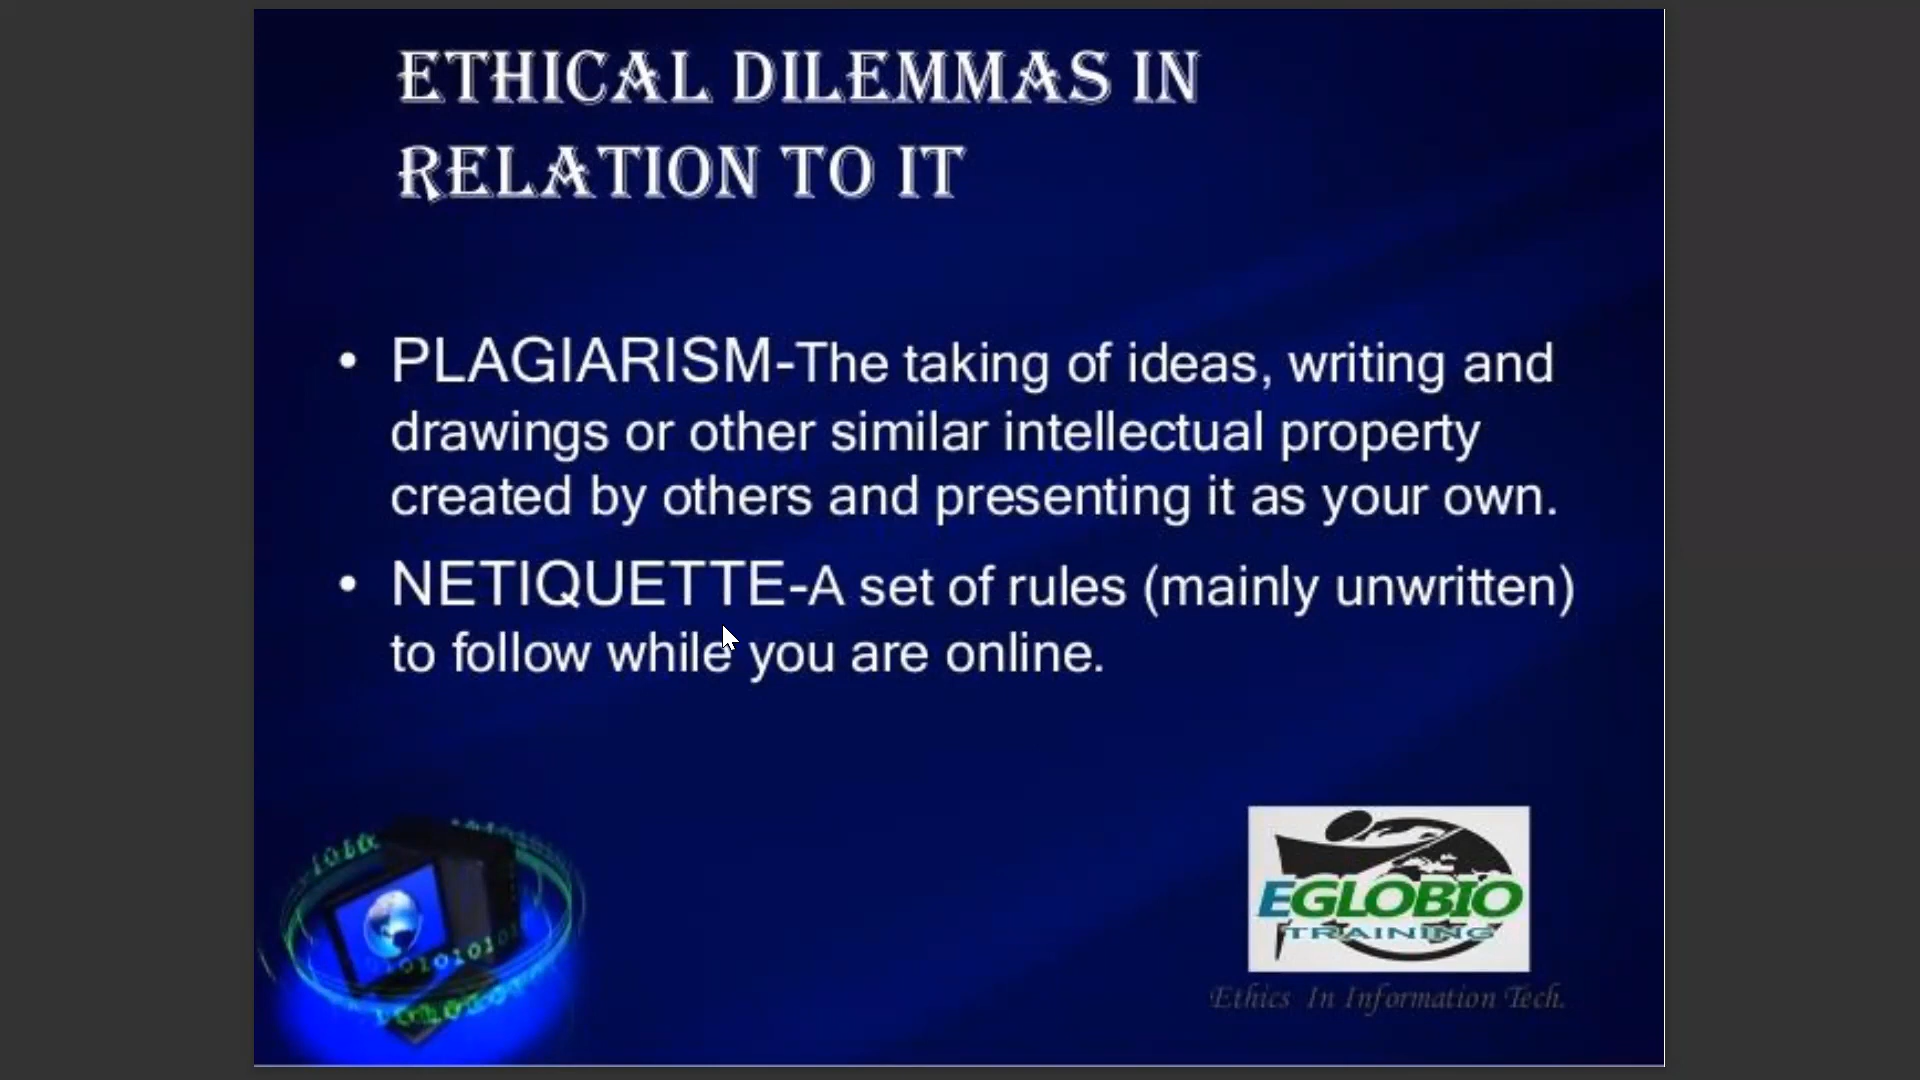 ETHICAL DILEMMAS IN
RELATION TO IT
• PLAGIARISM-The taking of ideas, writing and
drawings or other similar intellectual property
created by others and presenting it as your own.
• NETIQUETTE-A set of rules (mainly unwritten)
to follow while you are online.
EGLOBIO
TRAINING
Ethics In Information Tech.